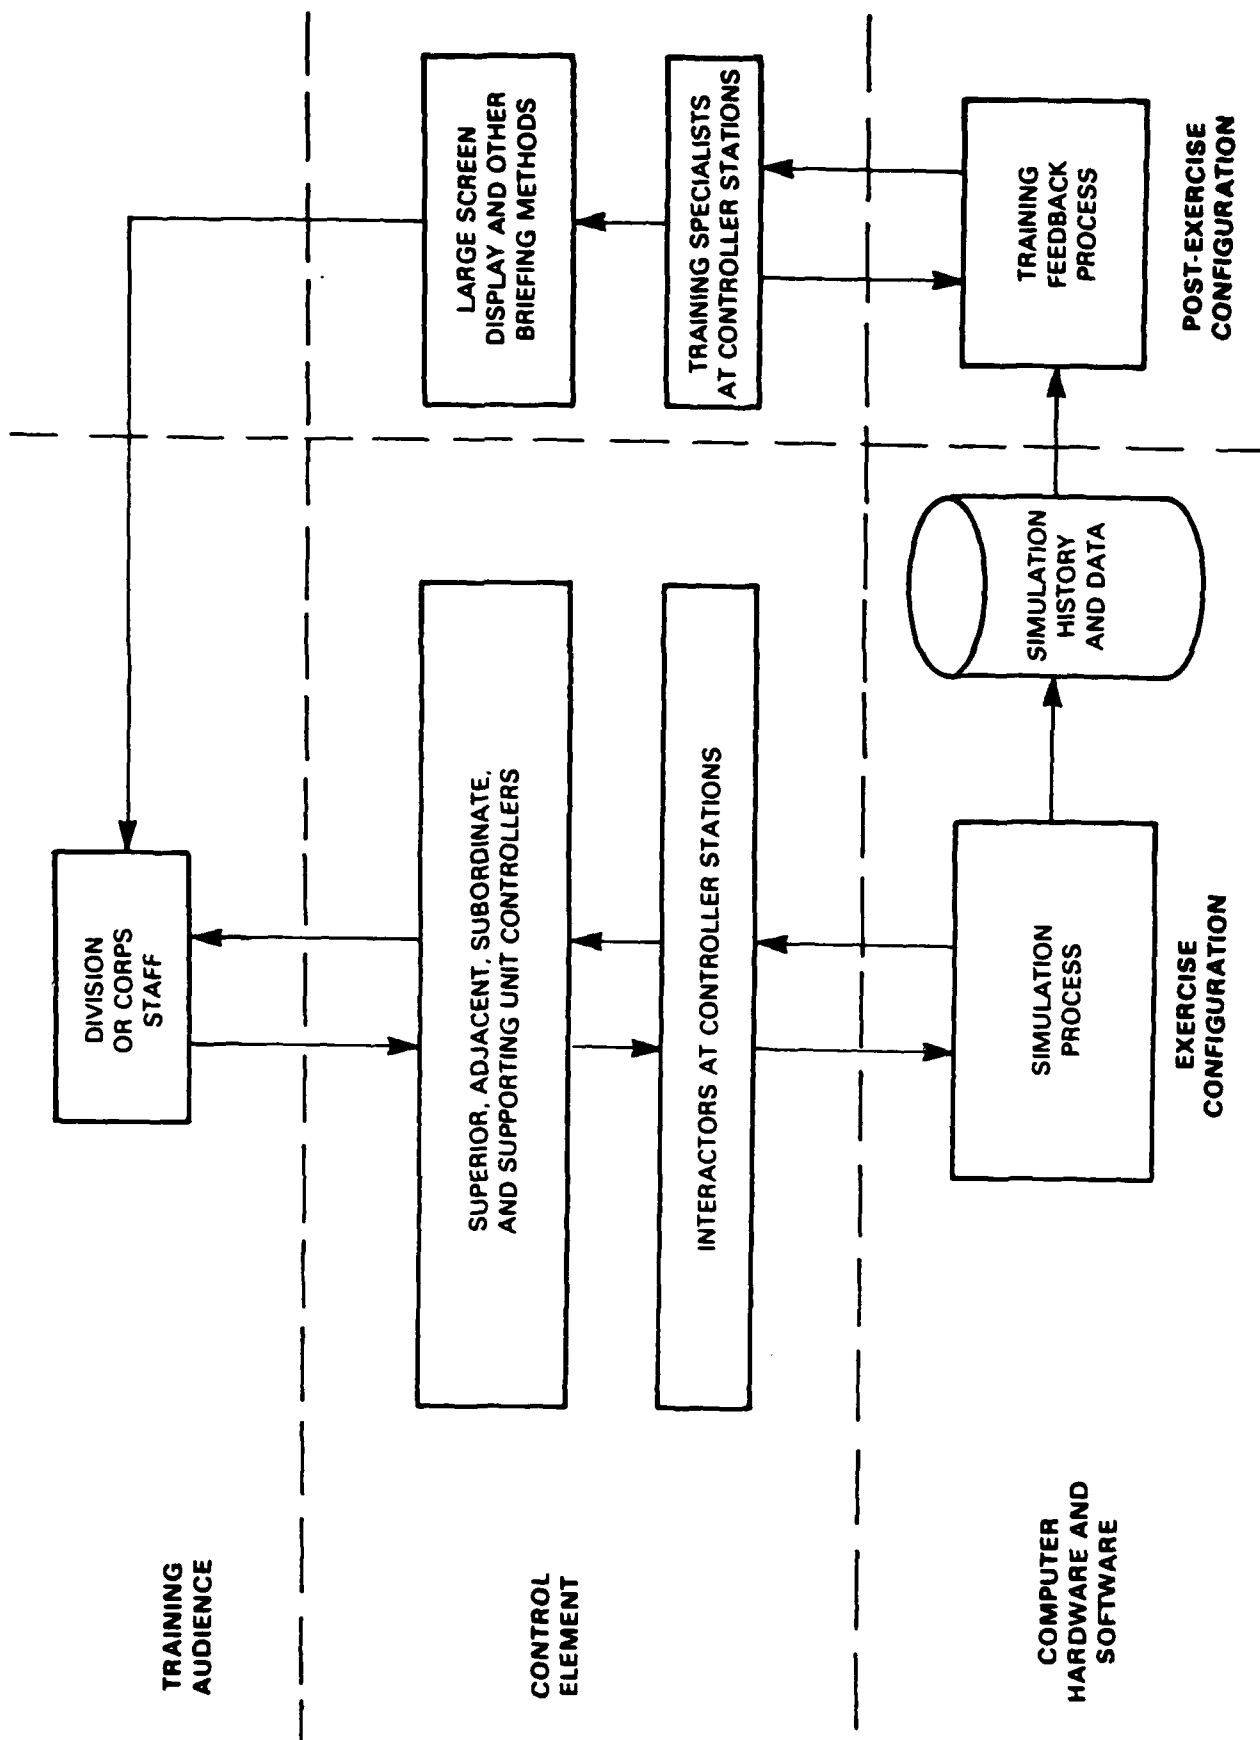 TRAINING
AUDIENCE
DIVISION
OR CORPS
STAFF
CONTROL
ELEMENT
SUPERIOR, ADJACENT, SUBORDINATE,
AND SUPPORTING UNIT CONTROLLERS
LARGE SCREEN
DISPLAY AND OTHER
BRIEFING METHODS
INTERACTORS AT CONTROLLER STATIONS
TRAINING SPECIALISTS
AT CONTROLLER STATIONS
COMPUTER
HARDWARE AND
SOFTWARE
SIMULATION
PROCESS
SIMULATION
HISTORY
AND DATA
TRAINING
FEEDBACK
PROCESS
EXERCISE
CONFIGURATION
POST-EXERCISE
CONFIGURATION